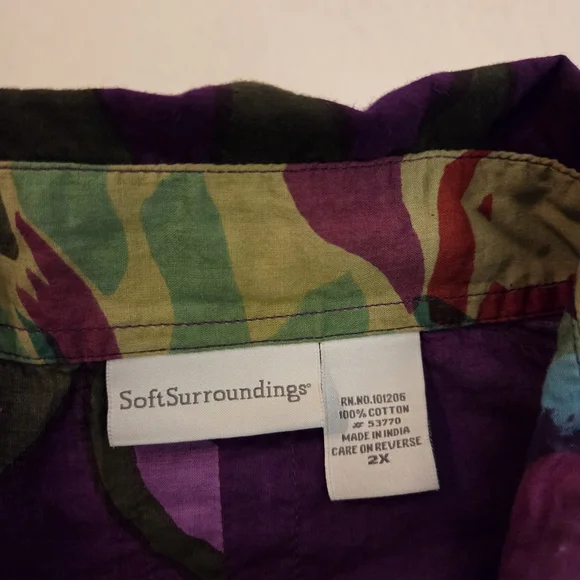 SoftSurroundings®
RN.NO.101206
100% COTTON
# 53770
MADE IN INDIA
CARE ON REVERSE
2X